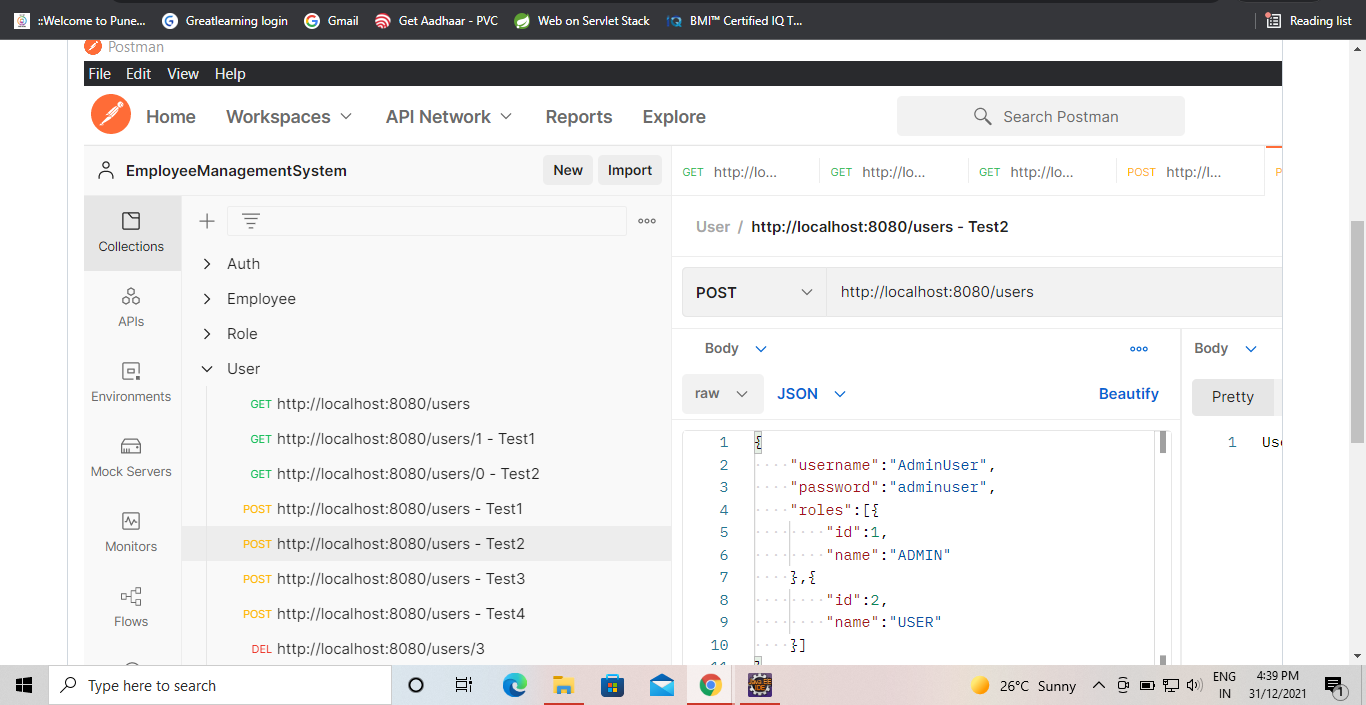 ::Welcome to Pune...
Greatlearning login
Gmail
Get Aadhaar - PVC
Web on Servlet Stack
BMI™ Certified IQ T...
Reading list
Postman
File Edit View Help
Home
Workspaces
API Network
Reports
Explore
Search Postman
EmployeeManagementSystem
New
Import
GET http://lo...
GET http://lo...
GET http://lo...
POST http://l...
Collections
APIs
Environments
Mock Servers
Monitors
Flows
Auth
Employee
Role
User
GET http://localhost:8080/users
GET http://localhost:8080/users/1 - Test1
GET http://localhost:8080/users/0 - Test2
POST http://localhost:8080/users - Test1
POST http://localhost:8080/users - Test2
POST http://localhost:8080/users - Test3
POST http://localhost:8080/users - Test4
DEL http://localhost:8080/users/3
User / http://localhost:8080/users - Test2
POST http://localhost:8080/users
Body
Body
raw
JSON
Beautify
Pretty
1 {
2 "username":"AdminUser",
3 "password":"adminuser",
4 "roles":[{
5 "id":1,
6 "name":"ADMIN"
7 },{
8 "id":2,
9 "name":"USER"
10 }]
1
Type here to search
26°C Sunny
ENG
IN
4:39 PM
31/12/2021
1